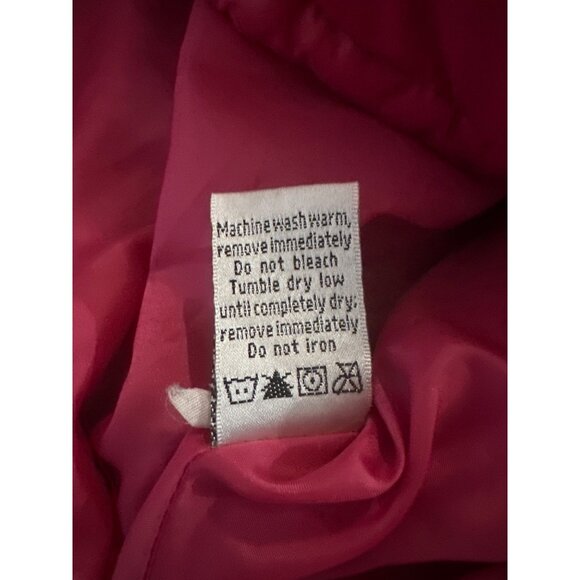 Machine wash warm,
remove immediately
Do not bleach
Tumble dry low
until completely dry;
remove immediately
Do not iron